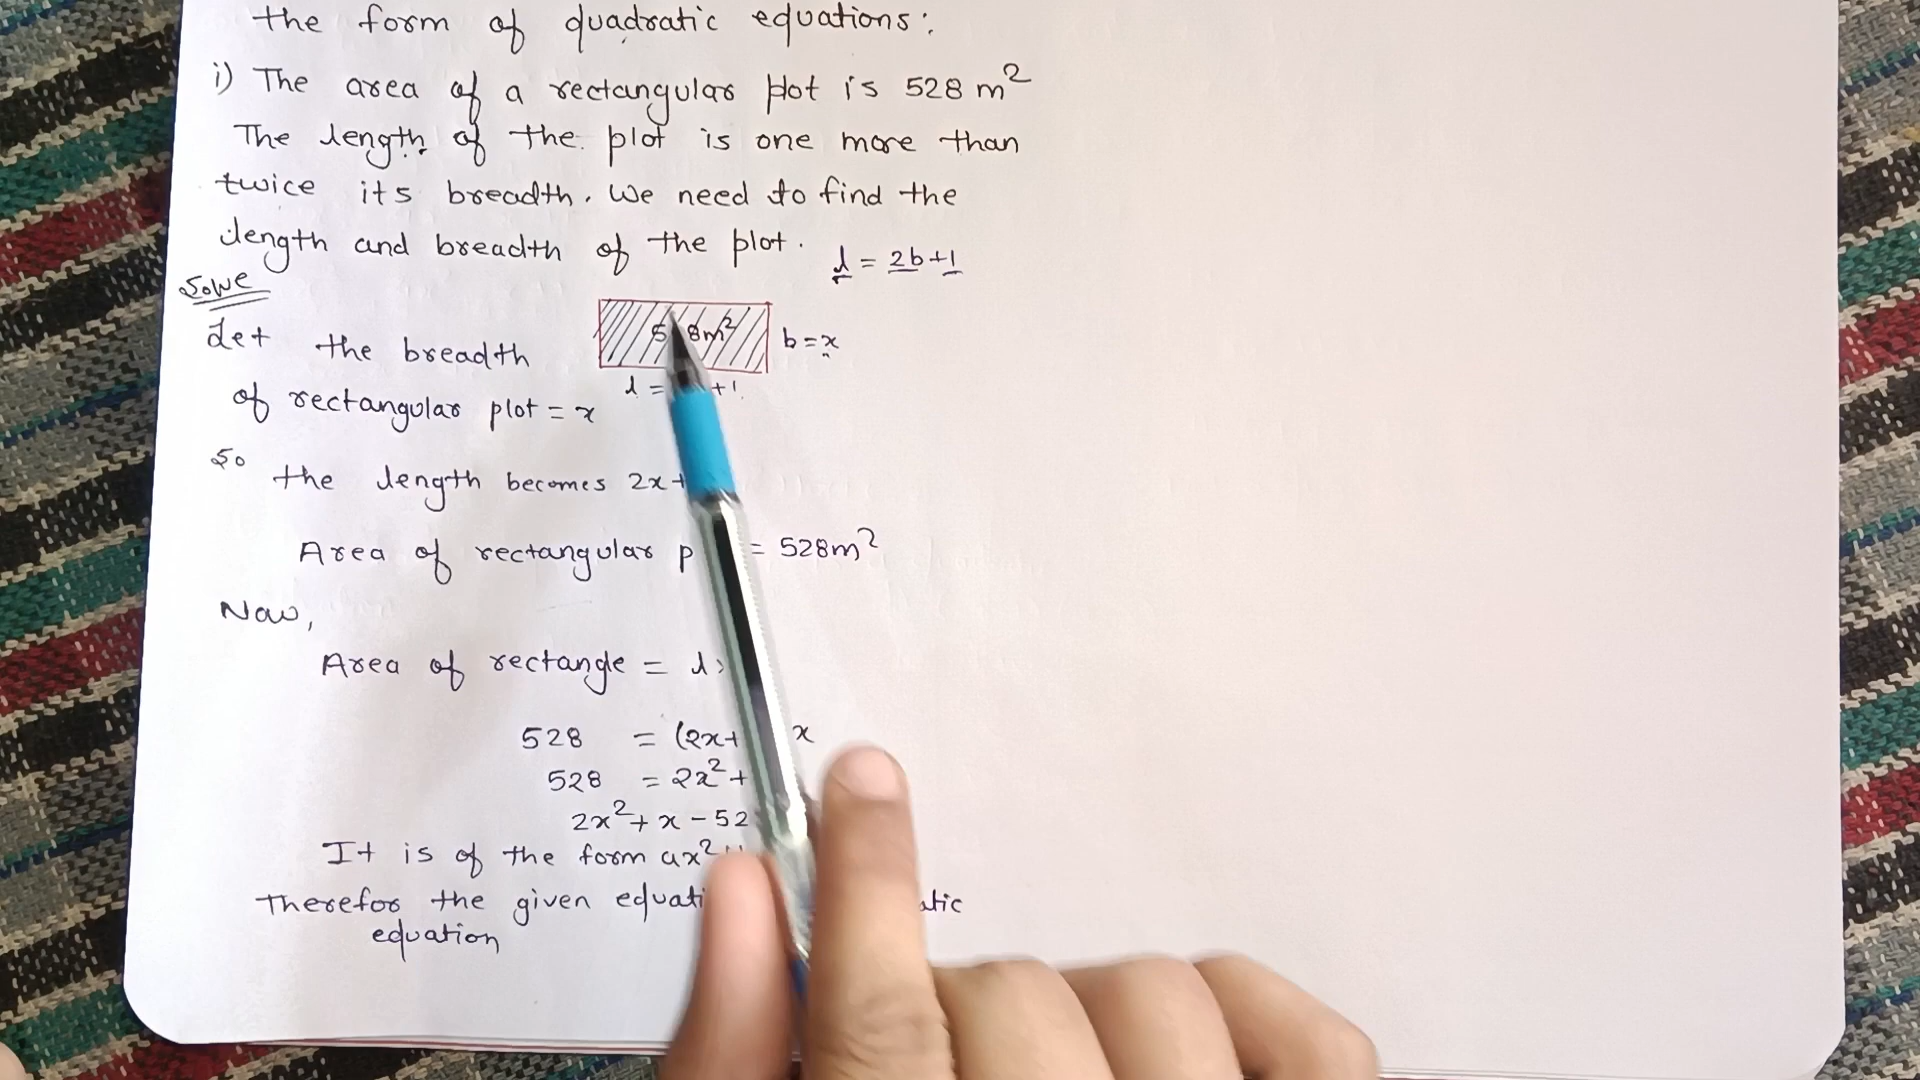 the form of quadratic equations:
i) The area of a rectangular plot is 528 m²
The length of the plot is one more than
twice its breadth. We need to find the
length and breadth of the plot.
l = 2b+1
Solve
Let the breadth
8m²
b = x
l = +1
of rectangular plot = x
So the length becomes 2x+
Area of rectangular p = 528m²
Now,
Area of rectangle = l
528 = (2x+ x
528 = 2x² +
2x² + x - 52
It is of the form ax²
Therefor the given equati atic
equation